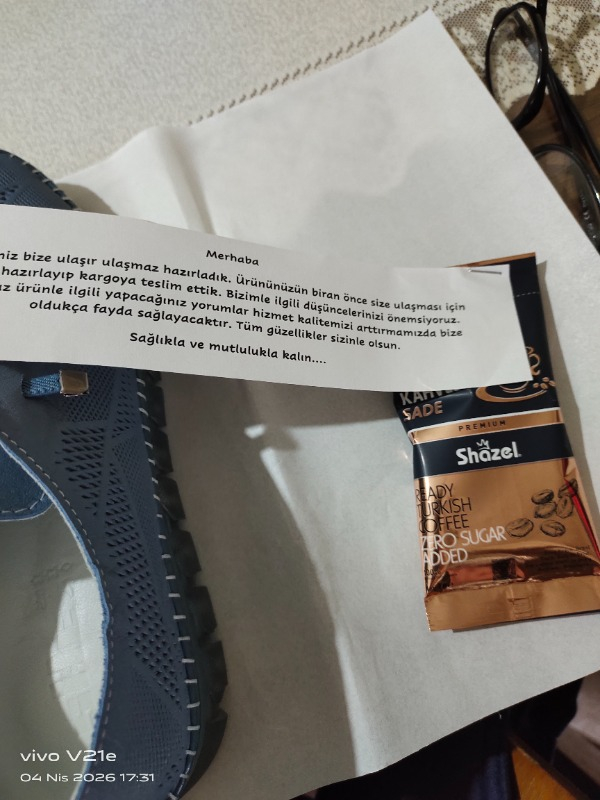 Merhaba
niz bize ulaşır ulaşmaz hazırladık. Ürününüzün biran önce size ulaşması için
hazırlayıp kargoya teslim ettik. Bizimle ilgili düşüncelerinizi önemsiyoruz.
z ürünle ilgili yapacağınız yorumlar hizmet kalitemizi arttırmamızda bize
oldukça fayda sağlayacaktır. Tüm güzellikler sizinle olsun.
Sağlıkla ve mutlulukla kalın....
SADE
PREMIUM
Shazel
READY
TURKISH
COFFEE
ZERO SUGAR
ADDED
vivo V21e
04 Nis 2026 17:31